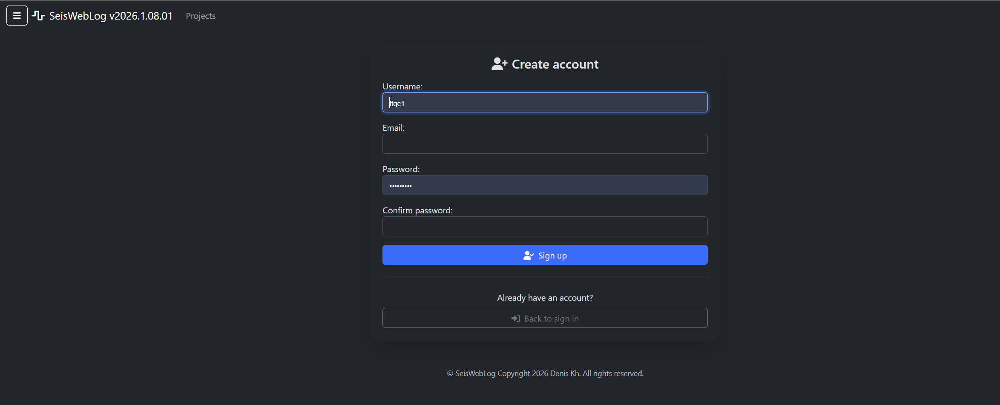 SeisWebLog v2026.1.08.01 Projects
Create account
Username:
ffqc1
Email:
Password:
•••••••••
Confirm password:
Sign up
Already have an account?
Back to sign in
© SeisWebLog Copyright 2026 Denis Kh. All rights reserved.